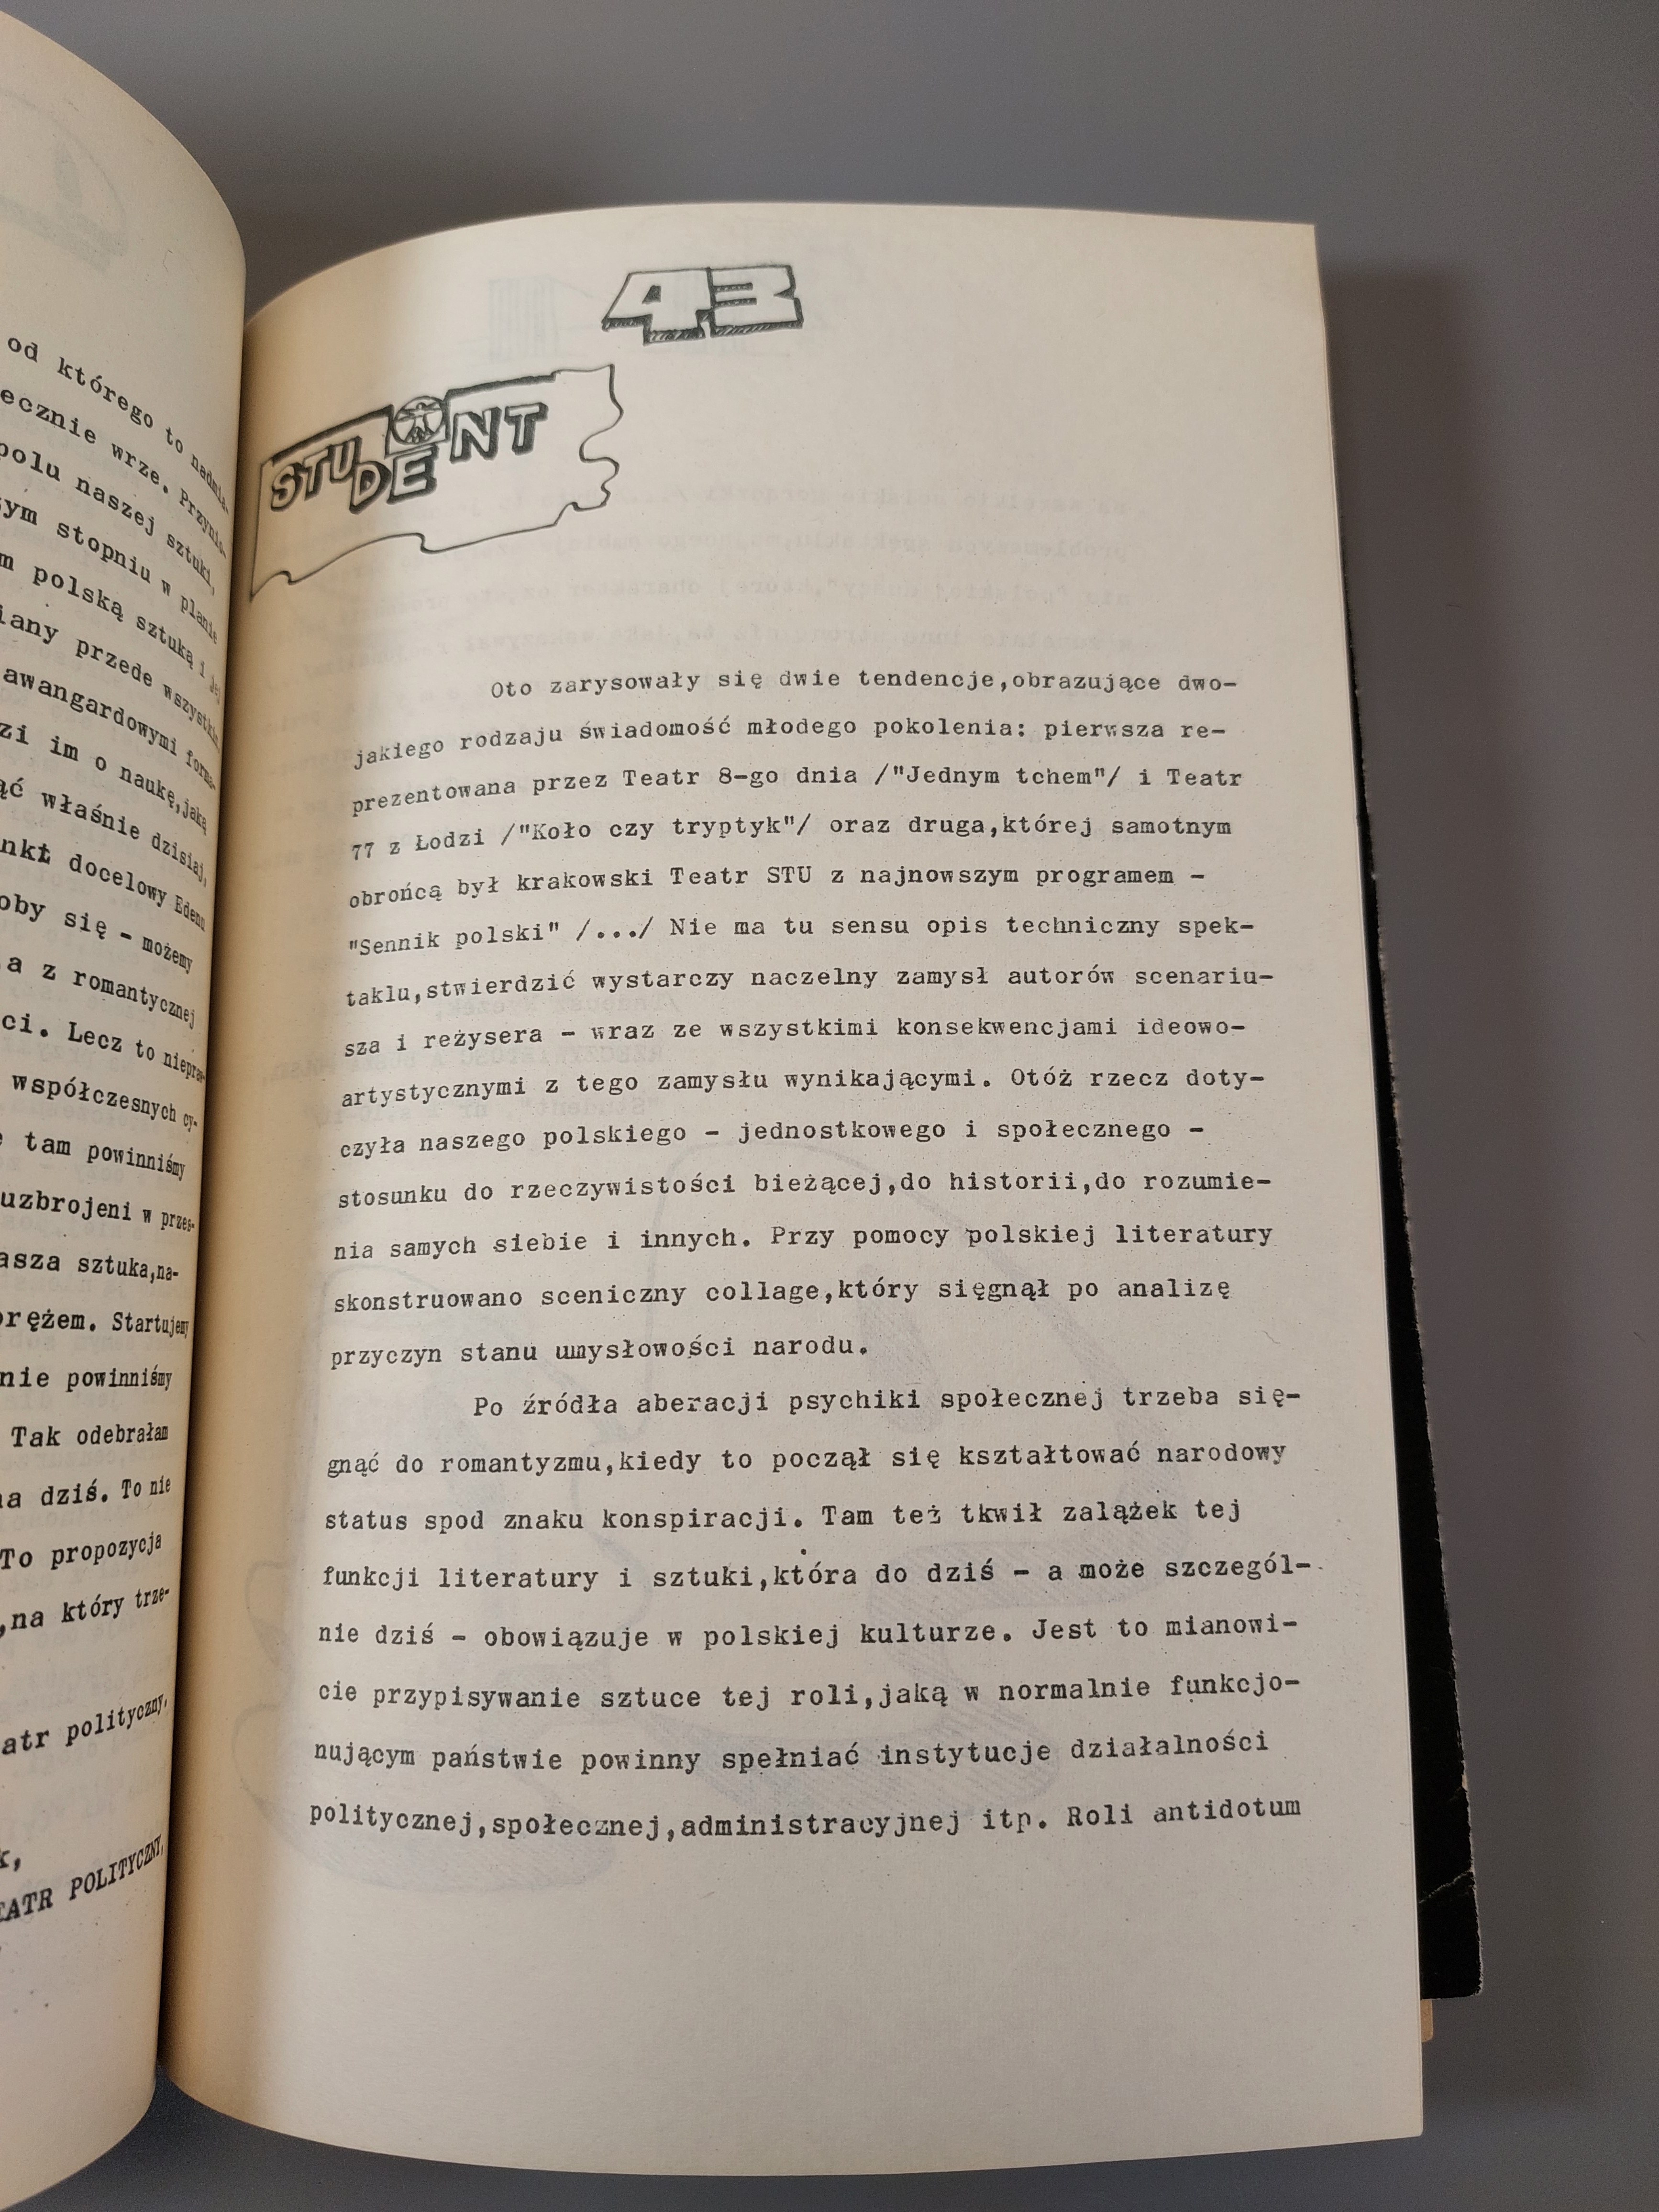 od którego to nadmia-
ecznie wrze. Przynio-
polu naszej sztuki,
ym stopniu w planie
m polską sztuką i jej
iany przede wszystkim
awangardowymi forma-
zi im o naukę,jaką
ąć właśnie dzisiaj,
nkt docelowy Edenu
oby się - możemy
a z romantycznej
ci. Lecz to niepraw-
współczesnych cy-
e tam powinniśmy
uzbrojeni w przes-
asza sztuka,na-
orężem. Startujemy
nie powinniśmy
Tak odebrałam
na dziś. To nie
To propozycja
,na który trze-
atr polityczny,
k,
EATR POLITYCZNY,
43
STUDENT
Oto zarysowały się dwie tendencje,obrazujące dwo-
jakiego rodzaju świadomość młodego pokolenia: pierwsza re-
prezentowana przez Teatr 8-go dnia /"Jednym tchem"/ i Teatr
77 z Łodzi /"Koło czy tryptyk"/ oraz druga,której samotnym
obrońcą był krakowski Teatr STU z najnowszym programem -
"Sennik polski" /.../ Nie ma tu sensu opis techniczny spek-
taklu,stwierdzić wystarczy naczelny zamysł autorów scenariu-
sza i reżysera - wraz ze wszystkimi konsekwencjami ideowo-
artystycznymi z tego zamysłu wynikającymi. Otóż rzecz doty-
czyła naszego polskiego - jednostkowego i społecznego -
stosunku do rzeczywistości bieżącej,do historii,do rozumie-
nia samych siebie i innych. Przy pomocy polskiej literatury
skonstruowano sceniczny collage,który sięgnął po analizę
przyczyn stanu umysłowości narodu.
Po źródła aberacji psychiki społecznej trzeba się-
gnąć do romantyzmu,kiedy to począł się kształtować narodowy
status spod znaku konspiracji. Tam też tkwił zalążek tej
funkcji literatury i sztuki,która do dziś - a może szczegól-
nie dziś - obowiązuje w polskiej kulturze. Jest to mianowi-
cie przypisywanie sztuce tej roli,jaką w normalnie funkcjo-
nującym państwie powinny spełniać instytucje działalności
politycznej,społecznej,administracyjnej itp. Roli antidotum